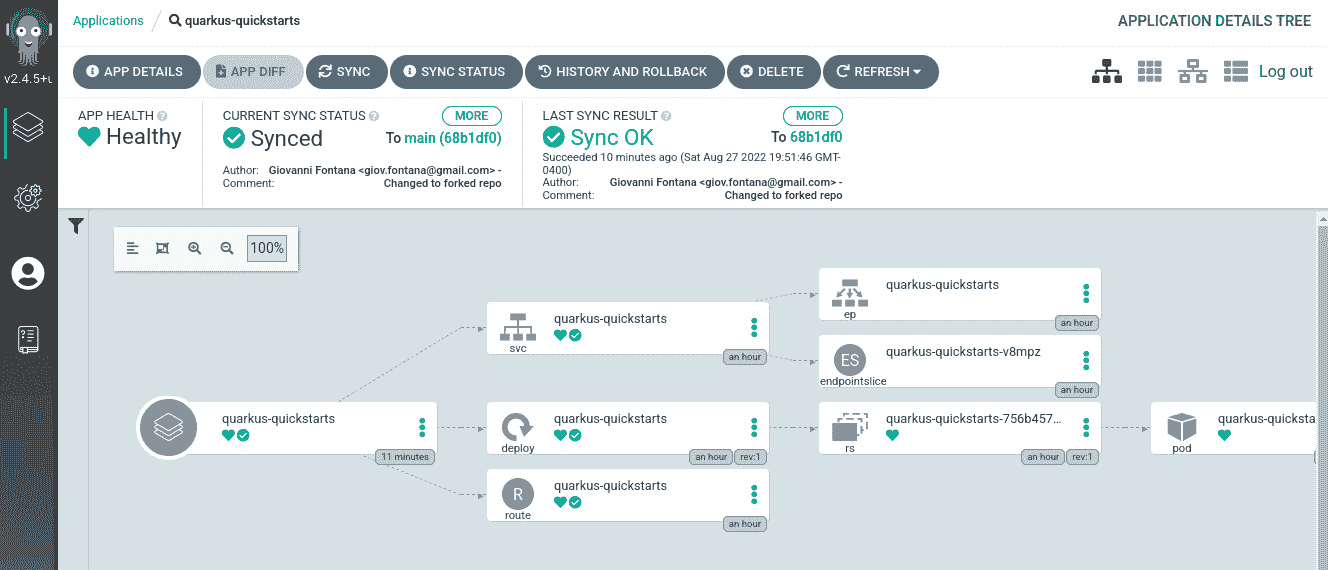 Applications / quarkus-quickstarts
APPLICATION DETAILS TREE
v2.4.5+u
APP DETAILS
APP DIFF
SYNC
SYNC STATUS
HISTORY AND ROLLBACK
DELETE
REFRESH
Log out
APP HEALTH
Healthy
CURRENT SYNC STATUS
MORE
Synced
To main (68b1df0)
Author: Giovanni Fontana <giov.fontana@gmail.com> -
Comment: Changed to forked repo
LAST SYNC RESULT
MORE
Sync OK
To 68b1df0
Succeeded 10 minutes ago (Sat Aug 27 2022 19:51:46 GMT-
0400)
Author: Giovanni Fontana <giov.fontana@gmail.com> -
Comment: Changed to forked repo
100%
quarkus-quickstarts
ep
an hour
quarkus-quickstarts
svc
an hour
ES
quarkus-quickstarts-v8mpz
endpointslice
an hour
quarkus-quickstarts
11 minutes
quarkus-quickstarts
deploy
an hour
rev:1
quarkus-quickstarts-756b457...
rs
an hour
rev:1
quarkus-quicksta
pod
R
quarkus-quickstarts
route
an hour